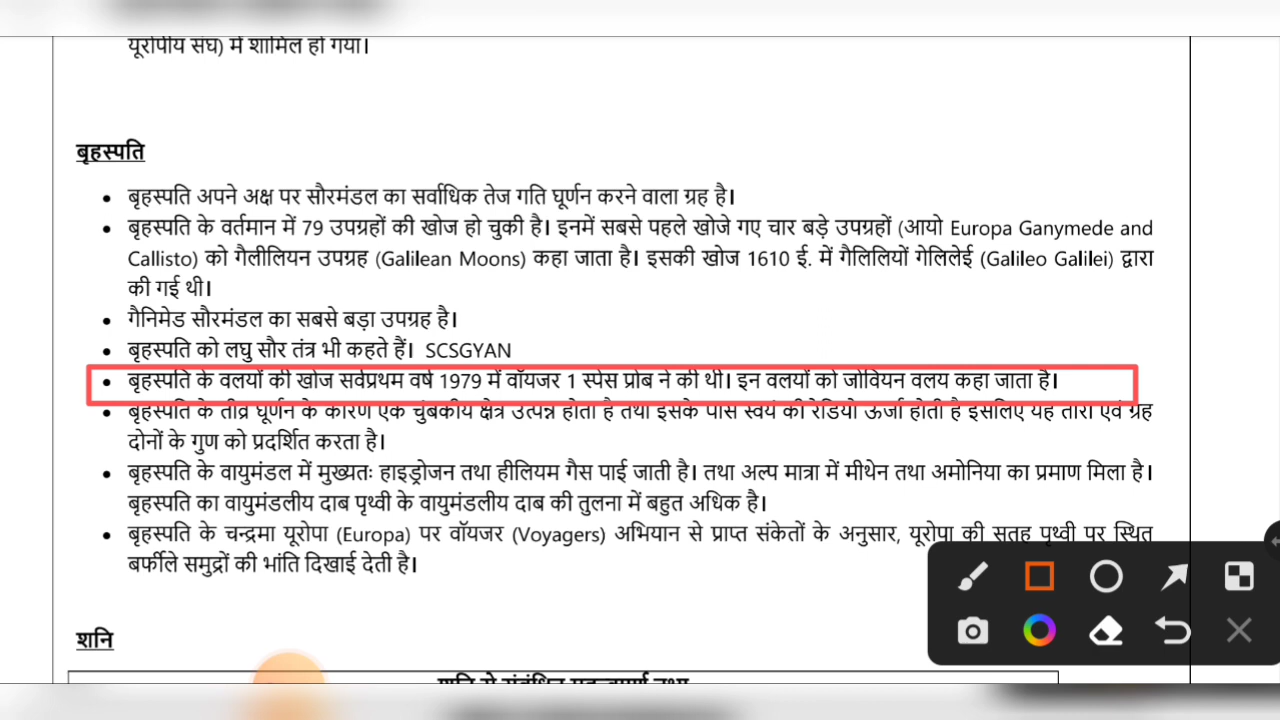 यूरोपीय संघ) में शामिल हो गया।
बृहस्पति
• बृहस्पति अपने अक्ष पर सौरमंडल का सर्वाधिक तेज गति घूर्णन करने वाला ग्रह है।
• बृहस्पति के वर्तमान में 79 उपग्रहों की खोज हो चुकी है। इनमें सबसे पहले खोजे गए चार बड़े उपग्रहों (आयो Europa Ganymede and
Callisto) को गैलीलियन उपग्रह (Galilean Moons) कहा जाता है। इसकी खोज 1610 ई. में गैलिलियों गेलिलेई (Galileo Galilei) द्वारा
की गई थी।
• गैनिमेड सौरमंडल का सबसे बड़ा उपग्रह है।
• बृहस्पति को लघु सौर तंत्र भी कहते हैं। SCSGYAN
• बृहस्पति के वलयों की खोज सर्वप्रथम वर्ष 1979 में वॉयजर 1 स्पेस प्रोब ने की थी। इन वलयों को जोवियन वलय कहा जाता है।
• बृहस्पति के तीव्र घूर्णन के कारण एक चुंबकीय क्षेत्र उत्पन्न होता है तथा इसके पास स्वयं की रेडियो ऊर्जा होती है इसलिए यह तारा एवं ग्रह
दोनों के गुण को प्रदर्शित करता है।
• बृहस्पति के वायुमंडल में मुख्यतः हाइड्रोजन तथा हीलियम गैस पाई जाती है। तथा अल्प मात्रा में मीथेन तथा अमोनिया का प्रमाण मिला है।
बृहस्पति का वायुमंडलीय दाब पृथ्वी के वायुमंडलीय दाब की तुलना में बहुत अधिक है।
• बृहस्पति के चन्द्रमा यूरोपा (Europa) पर वॉयजर (Voyagers) अभियान से प्राप्त संकेतों के अनुसार, यूरोपा की सतह पृथ्वी पर स्थित
बर्फीले समुद्रों की भांति दिखाई देती है।
शनि
शनि से संबंधित महत्वपूर्ण तथ्य